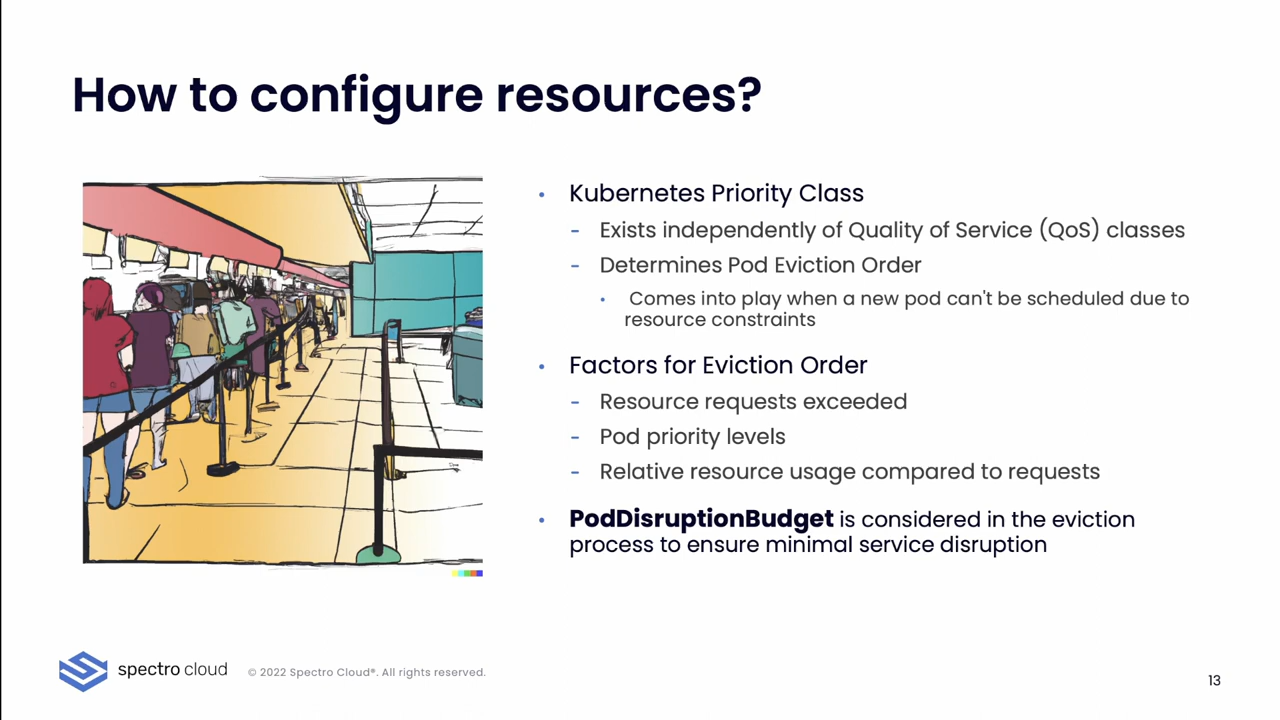 How to configure resources?
• Kubernetes Priority Class
- Exists independently of Quality of Service (QoS) classes
- Determines Pod Eviction Order
• Comes into play when a new pod can't be scheduled due to
resource constraints
• Factors for Eviction Order
- Resource requests exceeded
- Pod priority levels
- Relative resource usage compared to requests
• PodDisruptionBudget is considered in the eviction
process to ensure minimal service disruption
spectro cloud
© 2022 Spectro Cloud®. All rights reserved.
13